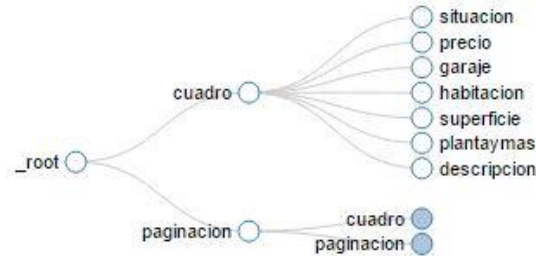 situacion
precio
garaje
cuadro
habitacion
superficie
plantaymas
_root
descripcion
cuadro
paginacion
paginacion